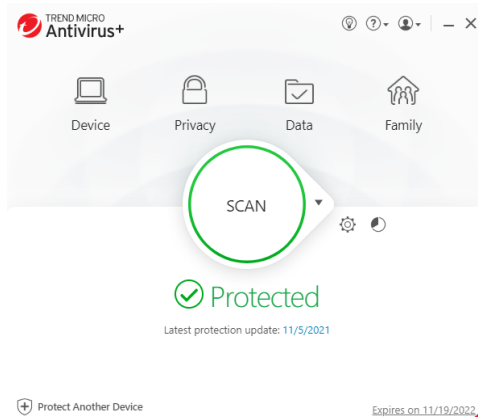 TREND MICRO
Antivirus+
Device Privacy Data Family
SCAN
Protected
Latest protection update: 11/5/2021
Protect Another Device Expires on 11/19/2022